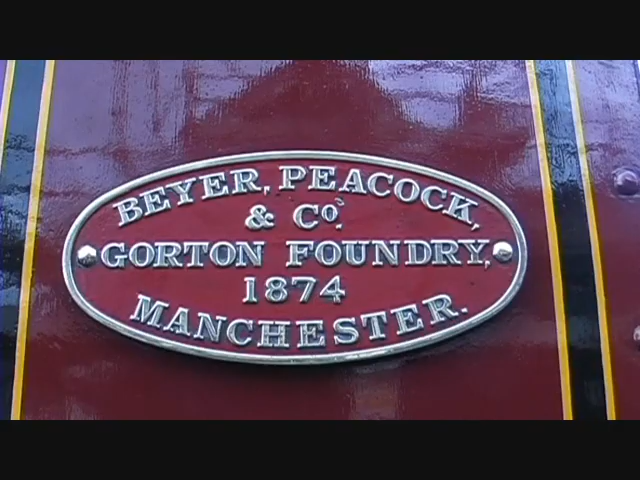 BEYER, PEACOCK,
& Co.
GORTON FOUNDRY,
1874
MANCHESTER.